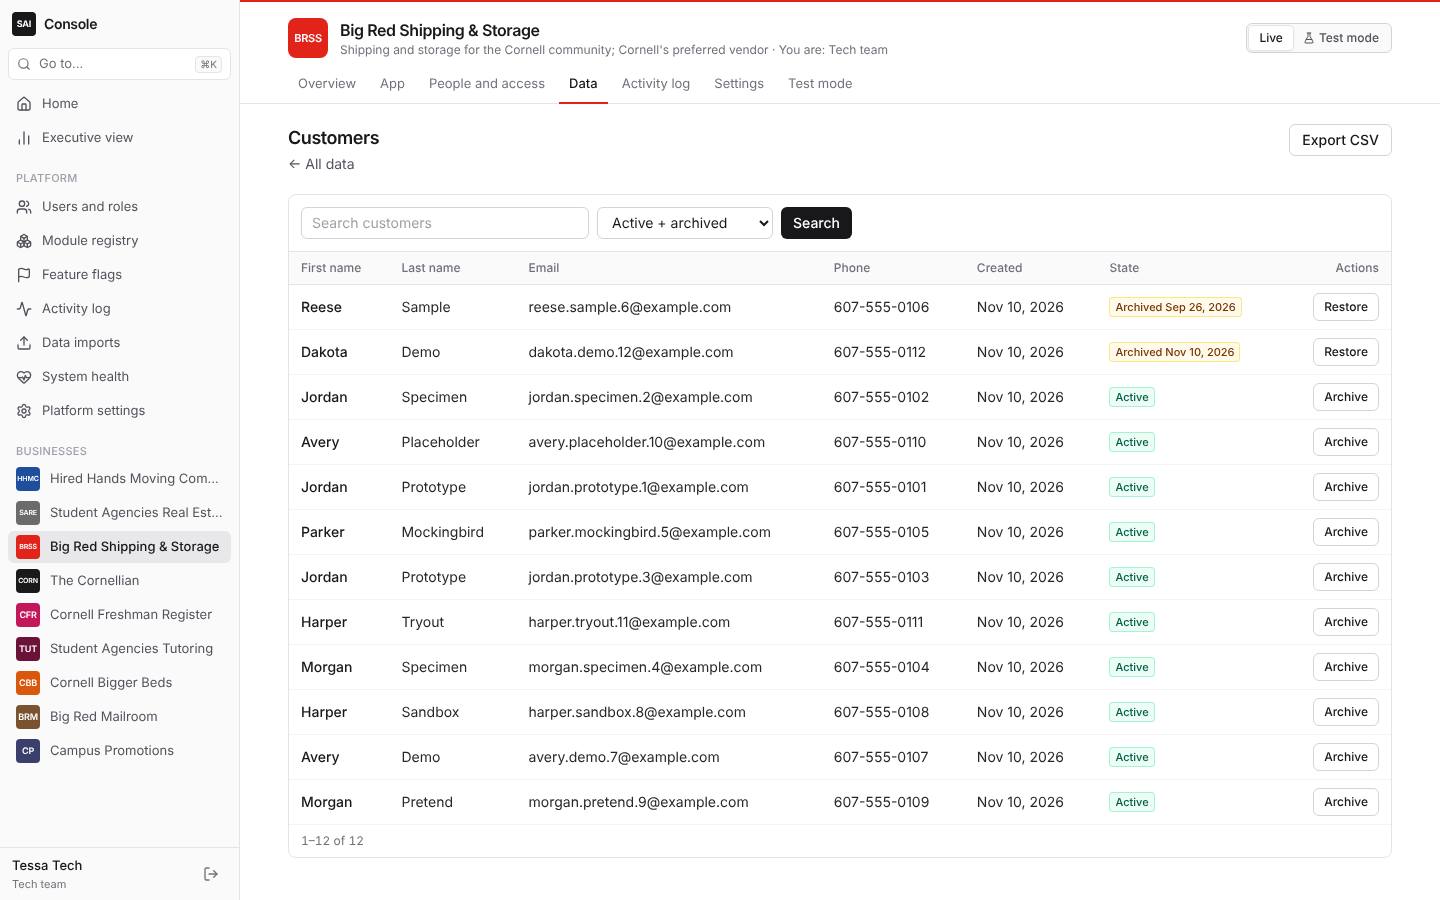 SAI Console
Go to... ⌘K
Home
Executive view
PLATFORM
Users and roles
Module registry
Feature flags
Activity log
Data imports
System health
Platform settings
BUSINESSES
HHMC Hired Hands Moving Com...
SARE Student Agencies Real Est...
BRSS Big Red Shipping & Storage
CORN The Cornellian
CFR Cornell Freshman Register
TUT Student Agencies Tutoring
CBB Cornell Bigger Beds
BRM Big Red Mailroom
CP Campus Promotions
Tessa Tech
Tech team
BRSS Big Red Shipping & Storage
Shipping and storage for the Cornell community; Cornell's preferred vendor · You are: Tech team
Live Test mode
Overview App People and access Data Activity log Settings Test mode
Customers
← All data
Export CSV
Search customers Active + archived Search
First name Last name Email Phone Created State Actions
Reese Sample reese.sample.6@example.com 607-555-0106 Nov 10, 2026 Archived Sep 26, 2026 Restore
Dakota Demo dakota.demo.12@example.com 607-555-0112 Nov 10, 2026 Archived Nov 10, 2026 Restore
Jordan Specimen jordan.specimen.2@example.com 607-555-0102 Nov 10, 2026 Active Archive
Avery Placeholder avery.placeholder.10@example.com 607-555-0110 Nov 10, 2026 Active Archive
Jordan Prototype jordan.prototype.1@example.com 607-555-0101 Nov 10, 2026 Active Archive
Parker Mockingbird parker.mockingbird.5@example.com 607-555-0105 Nov 10, 2026 Active Archive
Jordan Prototype jordan.prototype.3@example.com 607-555-0103 Nov 10, 2026 Active Archive
Harper Tryout harper.tryout.11@example.com 607-555-0111 Nov 10, 2026 Active Archive
Morgan Specimen morgan.specimen.4@example.com 607-555-0104 Nov 10, 2026 Active Archive
Harper Sandbox harper.sandbox.8@example.com 607-555-0108 Nov 10, 2026 Active Archive
Avery Demo avery.demo.7@example.com 607-555-0107 Nov 10, 2026 Active Archive
Morgan Pretend morgan.pretend.9@example.com 607-555-0109 Nov 10, 2026 Active Archive
1–12 of 12